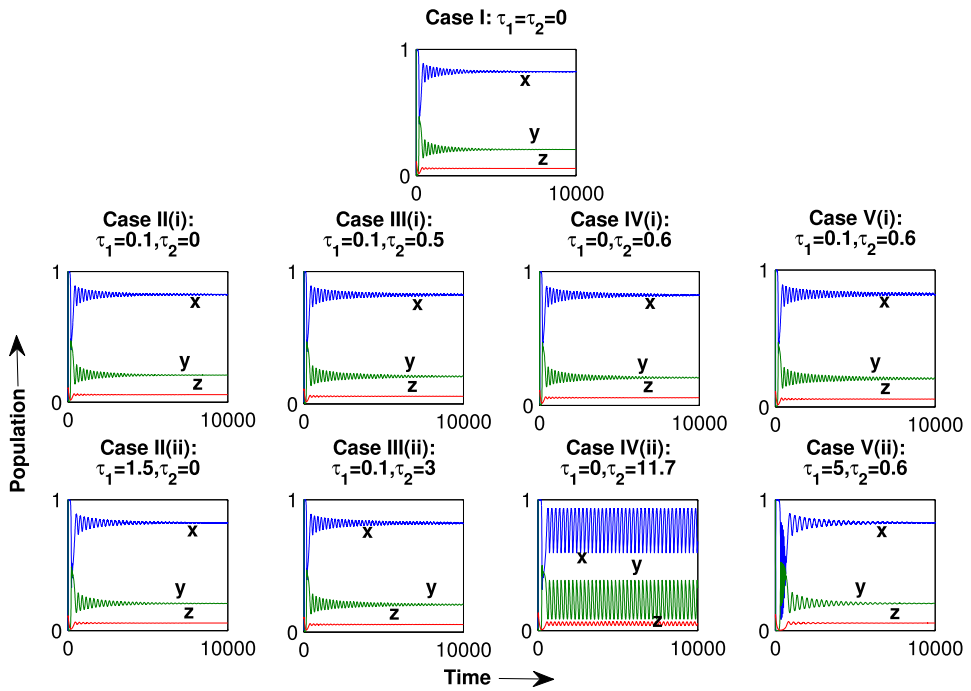 Case I: τ1=τ2=0
1
x
y
z
0
0
10000
Case II(i):
τ1=0.1,τ2=0
1
x
y
z
0
0
10000
Case III(i):
τ1=0.1,τ2=0.5
1
x
y
z
0
0
10000
Case IV(i):
τ1=0,τ2=0.6
1
x
y
z
0
0
10000
Case V(i):
τ1=0.1,τ2=0.6
1
x
y
z
0
0
10000
Population
Case II(ii):
τ1=1.5,τ2=0
1
x
y
z
0
0
10000
Case III(ii):
τ1=0.1,τ2=3
1
x
y
z
0
0
10000
Case IV(ii):
τ1=0,τ2=11.7
1
x
y
z
0
0
10000
Case V(ii):
τ1=5,τ2=0.6
1
x
y
z
0
0
10000
Time